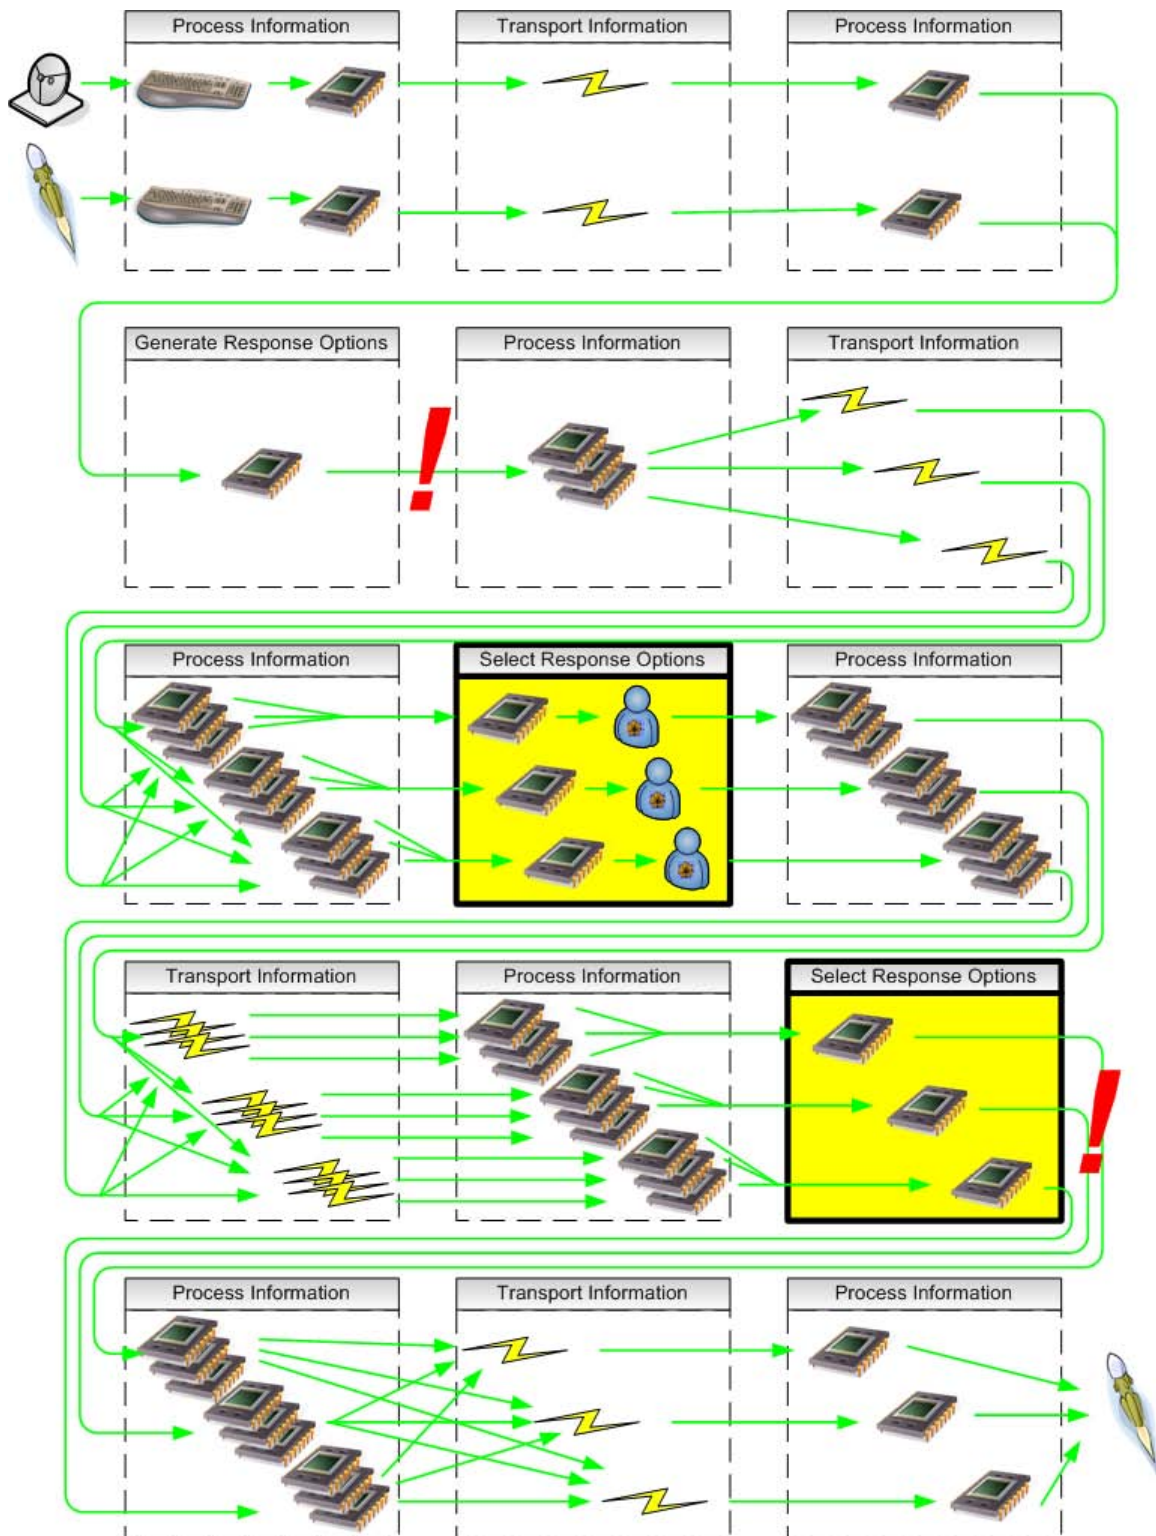 Process Information
Transport Information
Process Information
Generate Response Options
Process Information
Transport Information
Process Information
Select Response Options
Process Information
Transport Information
Process Information
Select Response Options
Process Information
Transport Information
Process Information